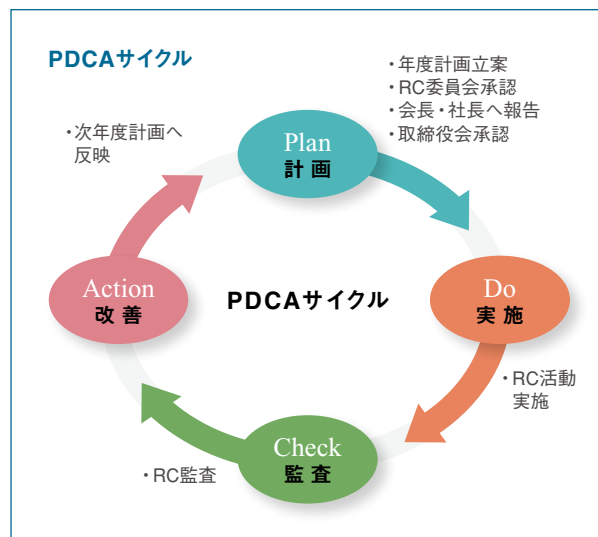 PDCAサイクル
・年度計画立案
・RC委員会承認
・会長・社長へ報告
・取締役会承認
・次年度計画へ
反映
Plan
計画
Action
改善
PDCAサイクル
Do
実施
・RC活動
実施
Check
監査
・RC監査